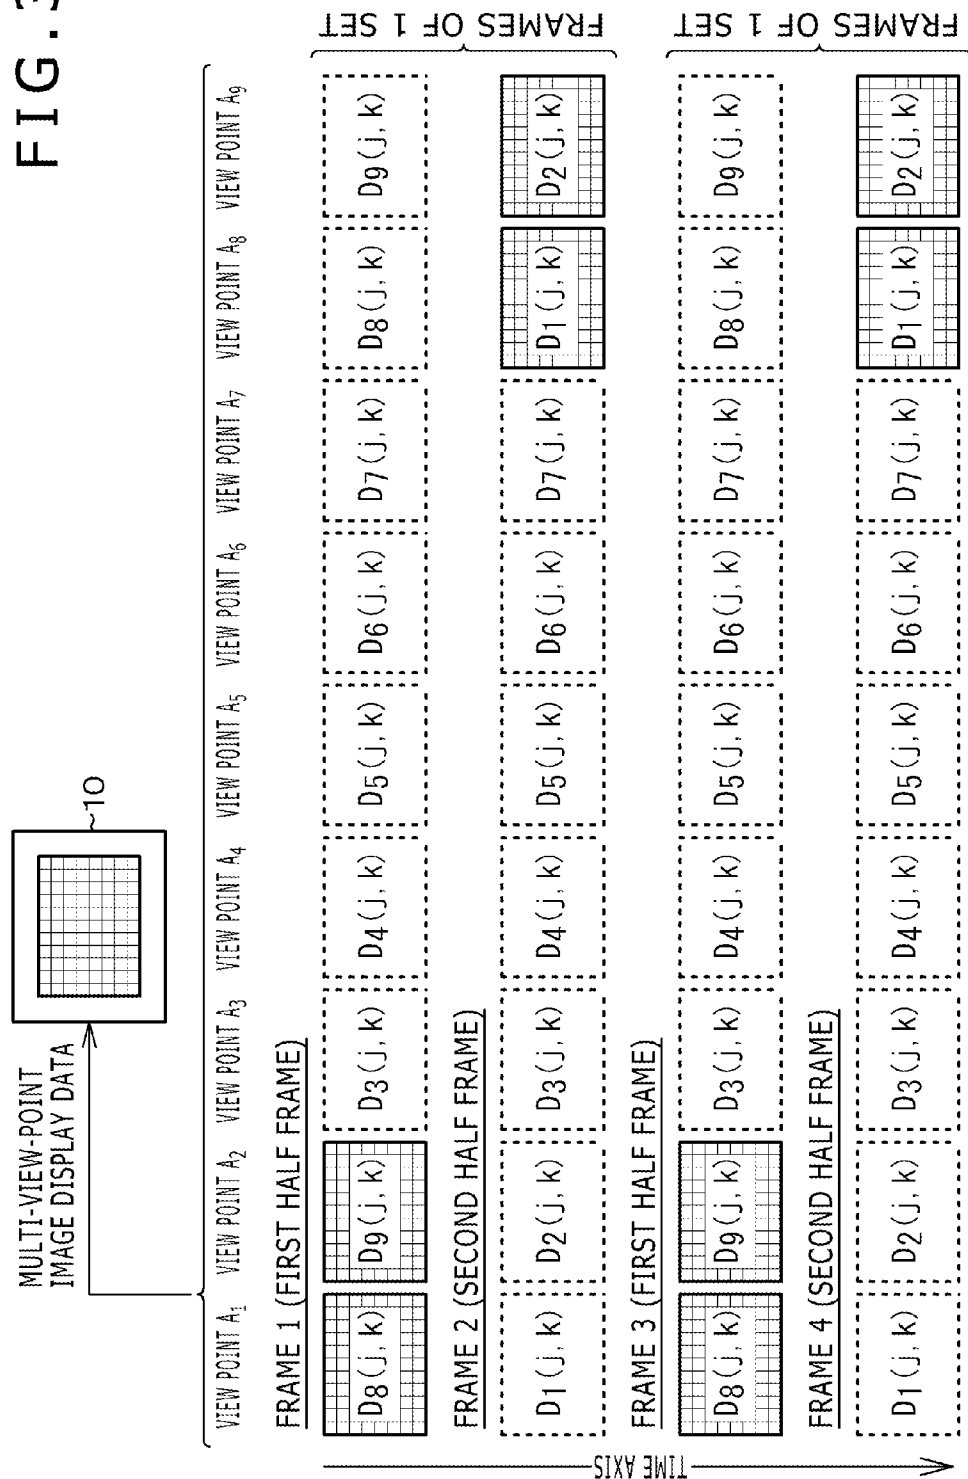 FIG. 3
MULTI-VIEW-POINT
IMAGE DISPLAY DATA
~10
VIEW POINT A1 VIEW POINT A2 VIEW POINT A3 VIEW POINT A4 VIEW POINT A5 VIEW POINT A6 VIEW POINT A7 VIEW POINT A8 VIEW POINT A9
TIME AXIS
FRAME 1 (FIRST HALF FRAME)
D8(j, k) D9(j, k) D3(j, k) D4(j, k) D5(j, k) D6(j, k) D7(j, k) D8(j, k) D9(j, k)
FRAME 2 (SECOND HALF FRAME)
D1(j, k) D2(j, k) D3(j, k) D4(j, k) D5(j, k) D6(j, k) D7(j, k) D1(j, k) D2(j, k)
FRAMES OF 1 SET
FRAME 3 (FIRST HALF FRAME)
D8(j, k) D9(j, k) D3(j, k) D4(j, k) D5(j, k) D6(j, k) D7(j, k) D8(j, k) D9(j, k)
FRAME 4 (SECOND HALF FRAME)
D1(j, k) D2(j, k) D3(j, k) D4(j, k) D5(j, k) D6(j, k) D7(j, k) D1(j, k) D2(j, k)
FRAMES OF 1 SET